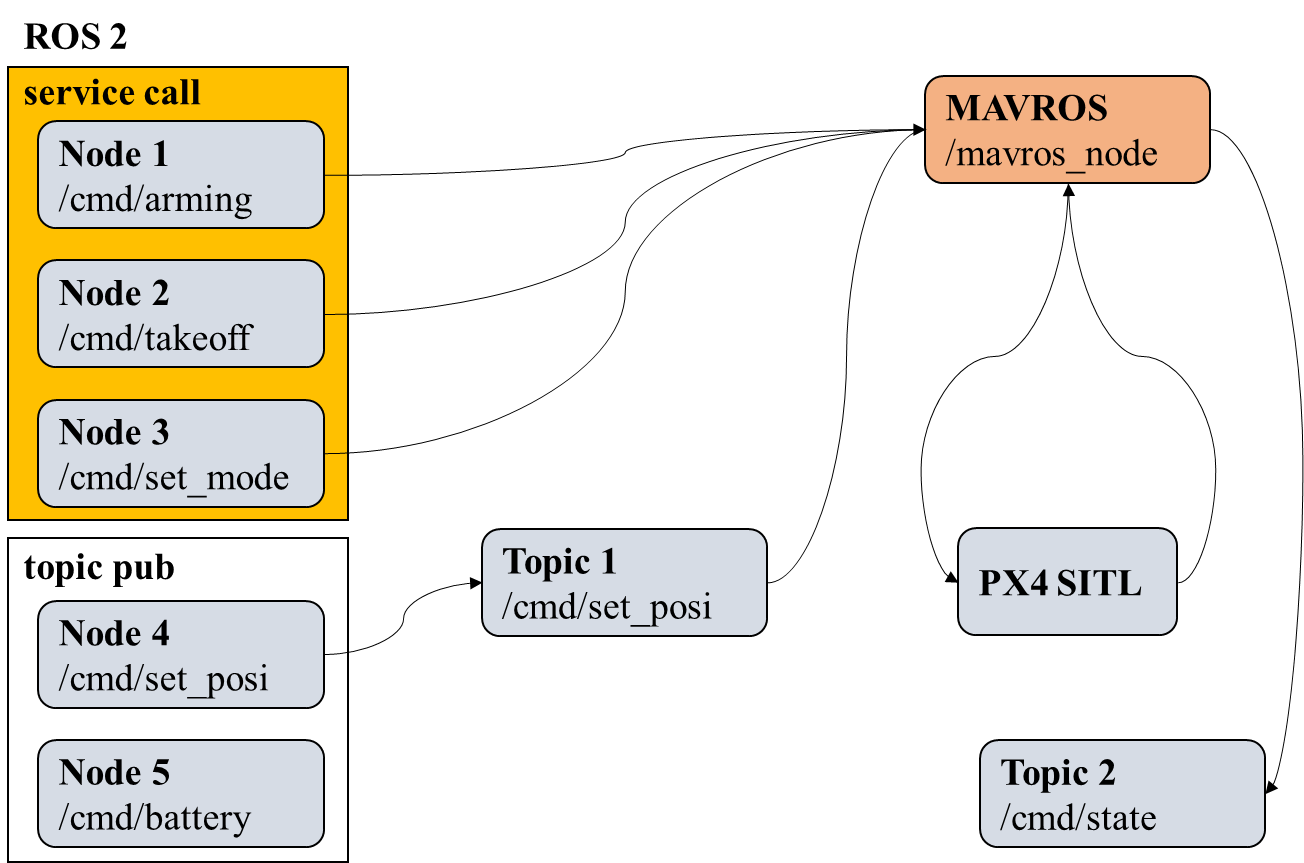 ROS 2
service call
Node 1
/cmd/arming
Node 2
/cmd/takeoff
Node 3
/cmd/set_mode
topic pub
Node 4
/cmd/set_posi
Node 5
/cmd/battery
Topic 1
/cmd/set_posi
MAVROS
/mavros_node
PX4 SITL
Topic 2
/cmd/state